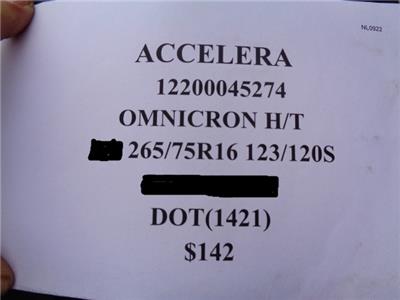 NL0922
ACCELERA
12200045274
OMNICRON H/T
265/75R16 123/120S
DOT(1421)
$142